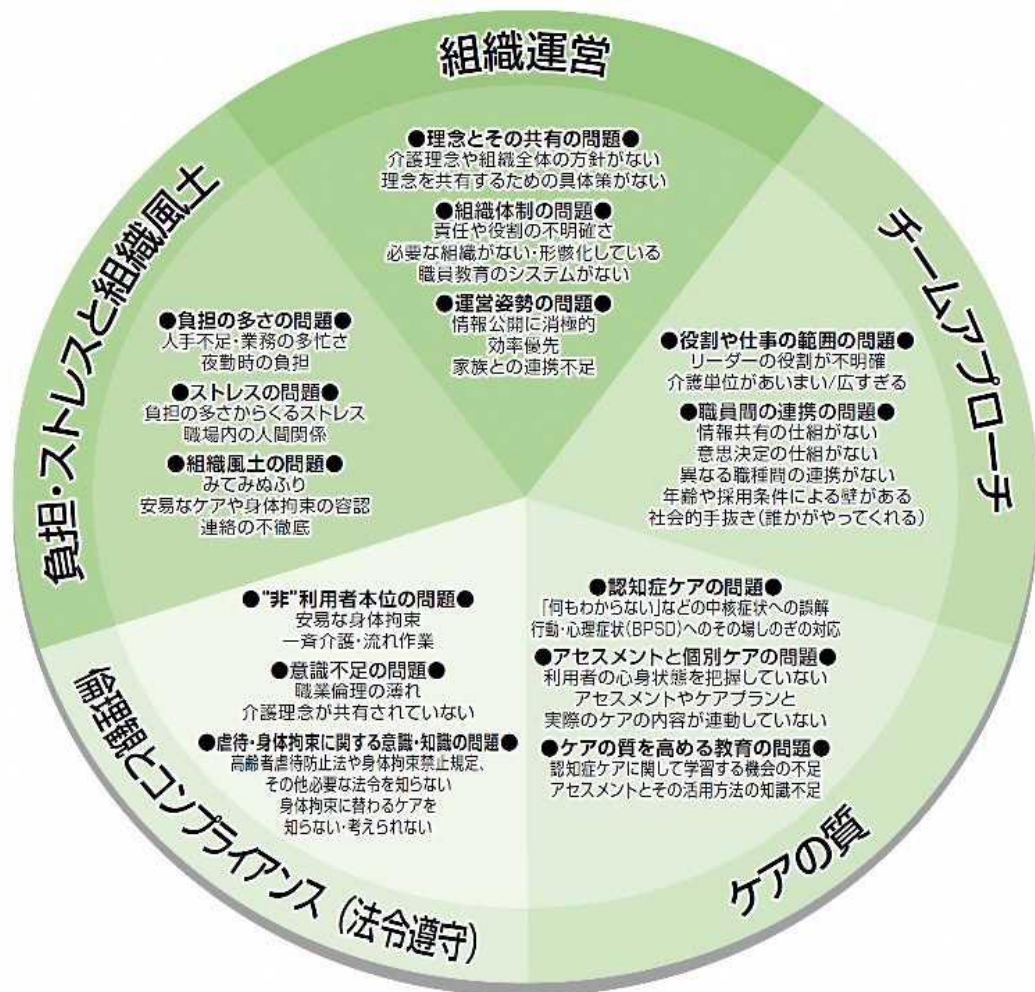 組織運営
●理念とその共有の問題●
介護理念や組織全体の方針がない
理念を共有するための具体策がない
●組織体制の問題●
責任や役割の不明確さ
必要な組織がない・形骸化している
職員教育のシステムがない
●運営姿勢の問題●
情報公開に消極的
効率優先
家族との連携不足
チームアプローチ
●役割や仕事の範囲の問題●
リーダーの役割が不明確
介護単位があいまい/広すぎる
●職員間の連携の問題●
情報共有の仕組がない
意思決定の仕組がない
異なる職種間の連携がない
年齢や採用条件による壁がある
社会的手抜き(誰かがやってくれる)
ケアの質
●認知症ケアの問題●
「何もわからない」などの中核症状への誤解
行動・心理症状(BPSD)へのその場しのぎの対応
●アセスメントと個別ケアの問題●
利用者の心身状態を把握していない
アセスメントやケアプランと
実際のケアの内容が連動していない
●ケアの質を高める教育の問題●
認知症ケアに関して学習する機会の不足
アセスメントとその活用方法の知識不足
倫理観とコンプライアンス(法令遵守)
●"非"利用者本位の問題●
安易な身体拘束
一斉介護・流れ作業
●意識不足の問題●
職業倫理の薄れ
介護理念が共有されていない
●虐待・身体拘束に関する意識・知識の問題●
高齢者虐待防止法や身体拘束禁止規定、
その他必要な法令を知らない
身体拘束に替わるケアを
知らない・考えられない
負担・ストレスと組織風土
●負担の多さの問題●
人手不足・業務の多忙さ
夜勤時の負担
●ストレスの問題●
負担の多さからくるストレス
職場内の人間関係
●組織風土の問題●
みてみぬふり
安易なケアや身体拘束の容認
連絡の不徹底